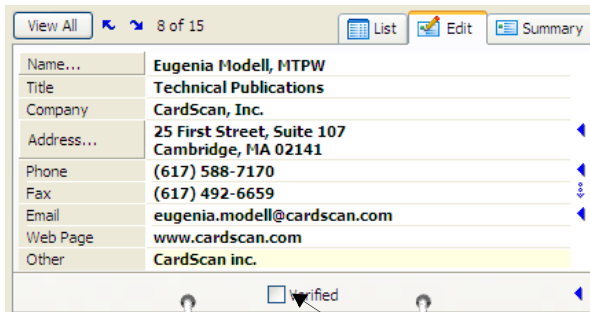 View All 8 of 15 List Edit Summary
Name... Eugenia Modell, MTPW
Title Technical Publications
Company CardScan, Inc.
Address... 25 First Street, Suite 107
Cambridge, MA 02141
Phone (617) 588-7170
Fax (617) 492-6659
Email eugenia.modell@cardscan.com
Web Page www.cardscan.com
Other CardScan inc.
Verified